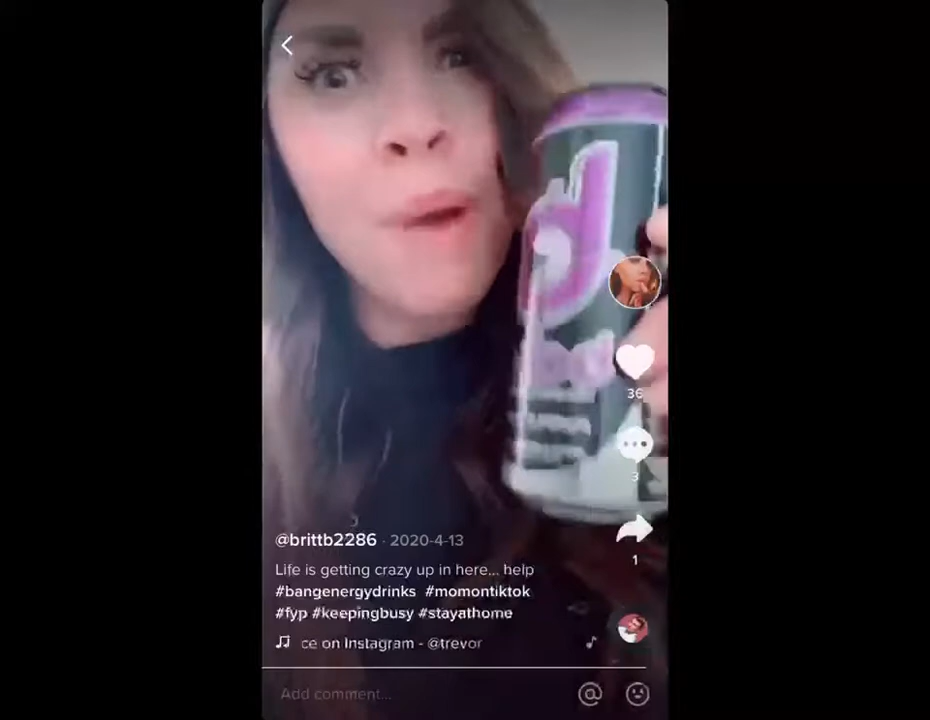 36
3
1
@brittb2286 · 2020-4-13
Life is getting crazy up in here... help
#bangenergydrinks #momontiktok
#fyp #keepingbusy #stayathome
ce on Instagram - @trevor
Add comment...